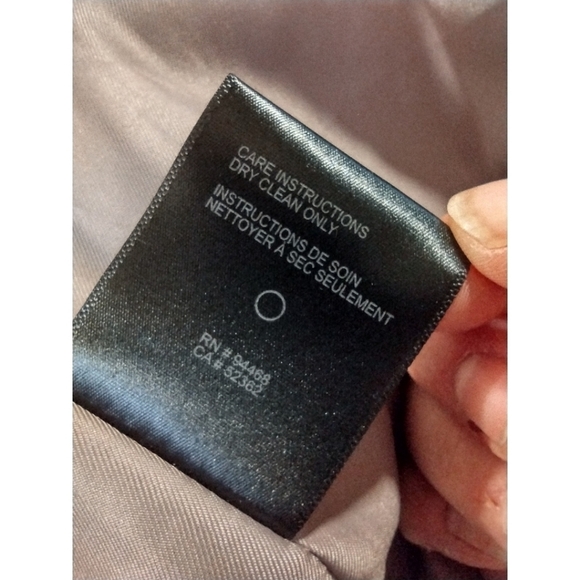 CARE INSTRUCTIONS
DRY CLEAN ONLY
INSTRUCTIONS DE SOIN
NETTOYER À SEC SEULEMENT
RN # 94468
CA # 52362